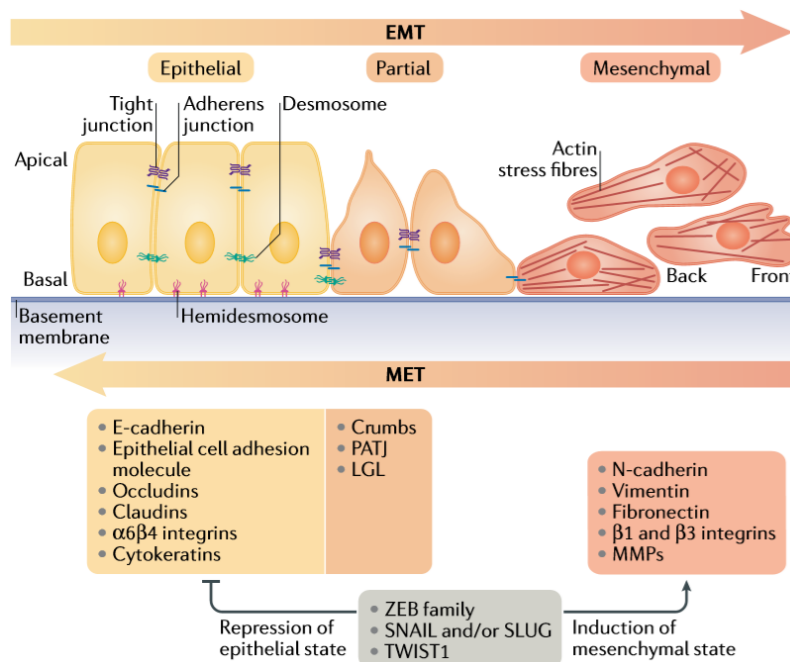 EMT
Epithelial
Partial
Mesenchymal
Tight
junction
Adherens
junction
Desmosome
Apical
Actin
stress fibres
Basal
Back
Front
Basement
membrane
Hemidesmosome
MET
• E-cadherin
• Epithelial cell adhesion
molecule
• Occludins
• Claudins
• α6β4 integrins
• Cytokeratins
• Crumbs
• PATJ
• LGL
• N-cadherin
• Vimentin
• Fibronectin
• β1 and β3 integrins
• MMPs
Repression of
epithelial state
• ZEB family
• SNAIL and/or SLUG
• TWIST1
Induction of
mesenchymal state